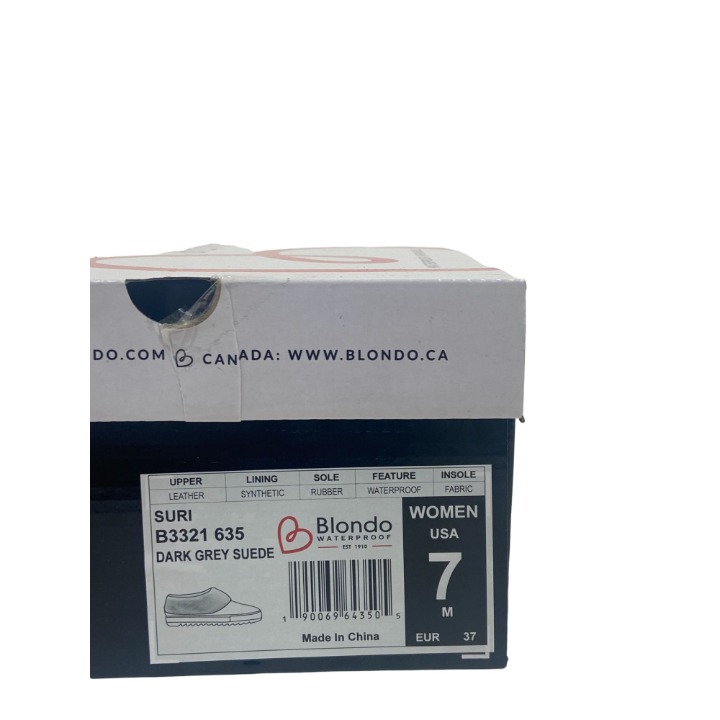 DO.COM CANADA: WWW.BLONDO.CA
UPPER LINING SOLE FEATURE INSOLE
LEATHER SYNTHETIC RUBBER WATERPROOF FABRIC
SURI
B3321 635
DARK GREY SUEDE
Blondo
WATERPROOF
EST 1910
1 90069 64350 5
Made In China
WOMEN
USA
7
M
EUR 37